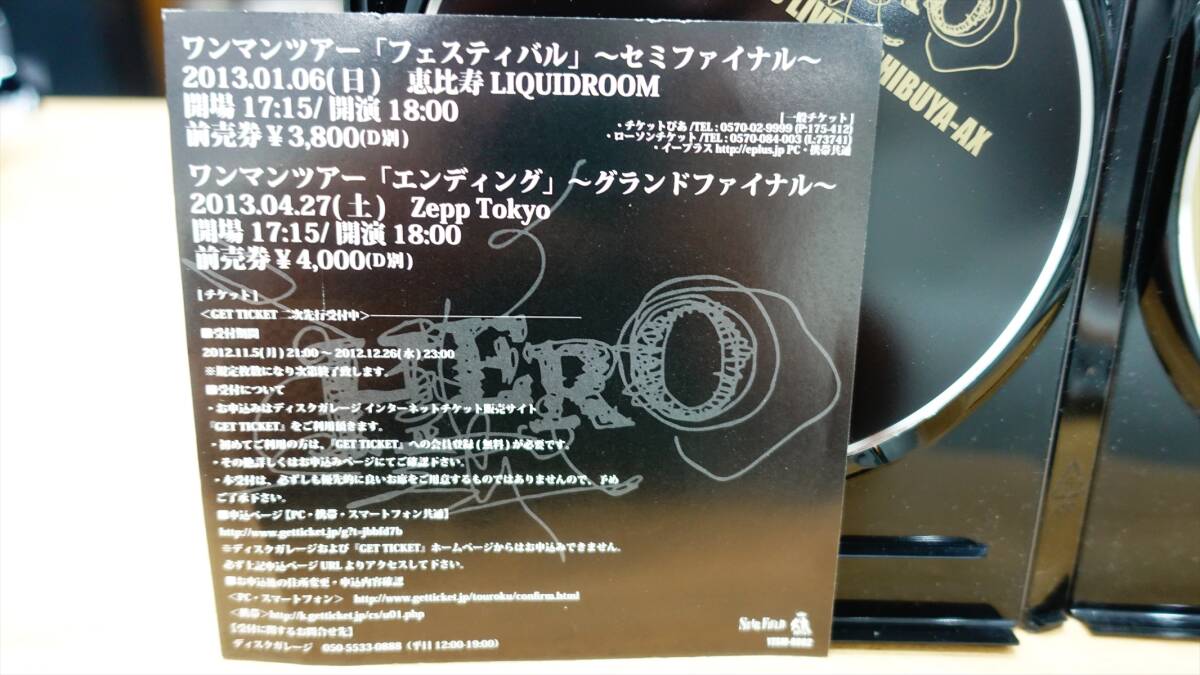 ワンマンツアー「フェスティバル」～セミファイナル～
2013.01.06(日) 恵比寿 LIQUIDROOM
開場 17:15/ 開演 18:00
前売券 ¥ 3,800(D別)
[一般チケット]
・チケットぴあ /TEL : 0570-02-9999 (P:175-412)
・ローソンチケット /TEL : 0570-084-003 (L:73741)
・イープラス http://eplus.jp PC・携帯共通
ワンマンツアー「エンディング」～グランドファイナル～
2013.04.27(土) Zepp Tokyo
開場 17:15/ 開演 18:00
前売券 ¥ 4,000(D別)
[チケット]
＜GET TICKET 二次先行受付中＞
■受付期間
2012.11.5(月) 21:00 ～ 2012.12.26(水) 23:00
※限定枚数になり次第終了致します。
■受付について
・お申込みはディスクガレージ インターネットチケット販売サイト
『GET TICKET』をご利用頂きます。
・初めてご利用の方は、『GET TICKET』への会員登録(無料)が必要です。
・その他詳しくはお申込みページにてご確認下さい。
・本受付は、必ずしも優先的に良いお席をご用意するものではありませんので、予め
ご了承下さい。
■申込ページ【PC・携帯・スマートフォン共通】
http://www.getticket.jp/g?t=jbbfd7b
※ディスクガレージおよび『GET TICKET』ホームページからはお申込みできません。
必ず上記申込ページ URL よりアクセスして下さい。
■お申込後の住所変更・申込内容確認
＜PC・スマートフォン＞ http://www.getticket.jp/touroku/confirm.html
＜携帯＞http://k.getticket.jp/cs/u01.php
【受付に関するお問合せ先】
ディスクガレージ 050-5533-0888 (平日 12:00-19:00)
HERO
LIVE
SHIBUYA-AX